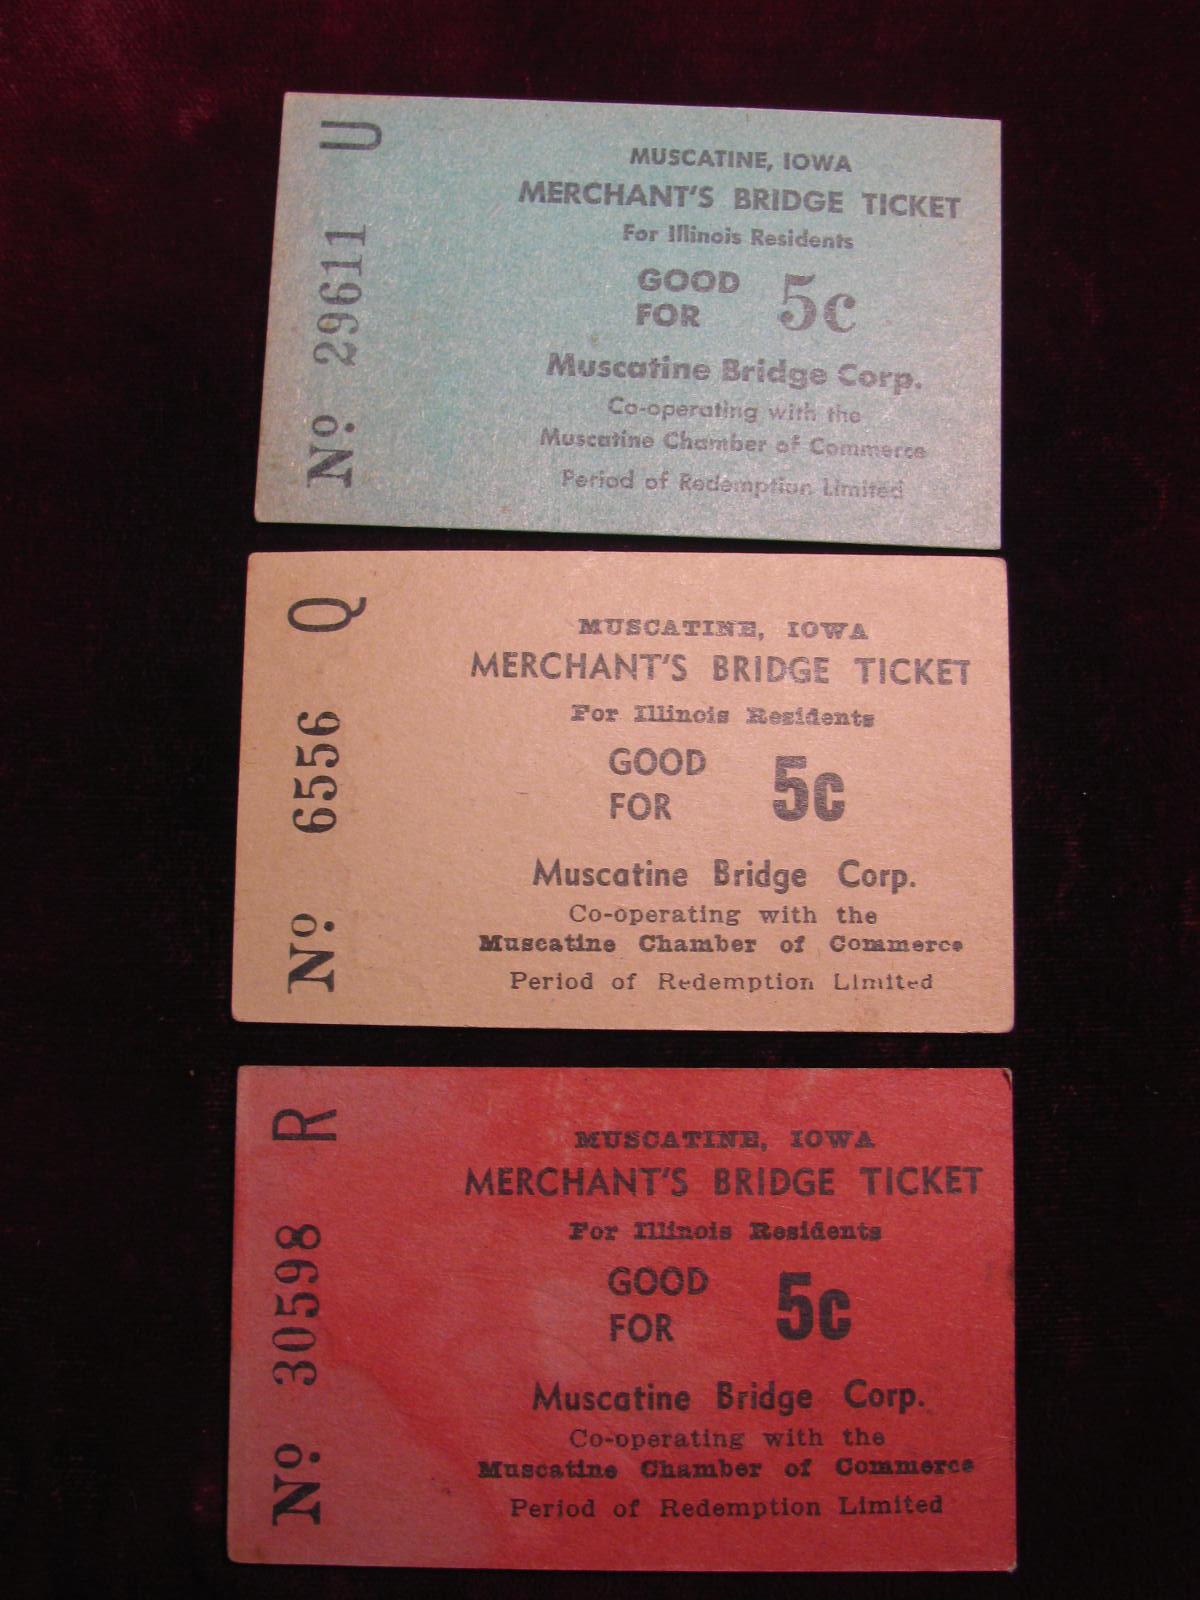 Nº 29611 U
MUSCATINE, IOWA
MERCHANT'S BRIDGE TICKET
For Illinois Residents
GOOD FOR 5c
Muscatine Bridge Corp.
Co-operating with the
Muscatine Chamber of Commerce
Period of Redemption Limited
Nº 6556 Q
MUSCATINE, IOWA
MERCHANT'S BRIDGE TICKET
For Illinois Residents
GOOD FOR 5c
Muscatine Bridge Corp.
Co-operating with the
Muscatine Chamber of Commerce
Period of Redemption Limited
Nº 30598 R
MUSCATINE, IOWA
MERCHANT'S BRIDGE TICKET
For Illinois Residents
GOOD FOR 5c
Muscatine Bridge Corp.
Co-operating with the
Muscatine Chamber of Commerce
Period of Redemption Limited